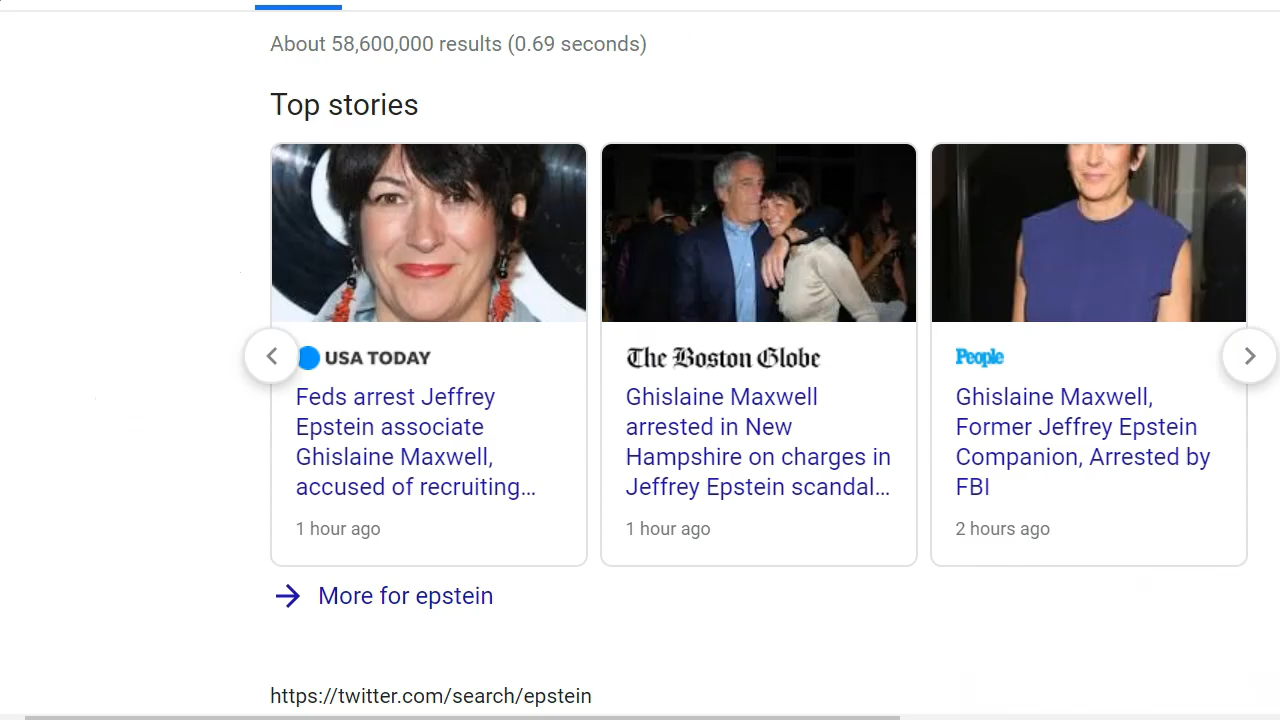 About 58,600,000 results (0.69 seconds)
Top stories
USA TODAY
Feds arrest Jeffrey
Epstein associate
Ghislaine Maxwell,
accused of recruiting...
1 hour ago
The Boston Globe
Ghislaine Maxwell
arrested in New
Hampshire on charges in
Jeffrey Epstein scandal...
1 hour ago
People
Ghislaine Maxwell,
Former Jeffrey Epstein
Companion, Arrested by
FBI
2 hours ago
More for epstein
https://twitter.com/search/epstein